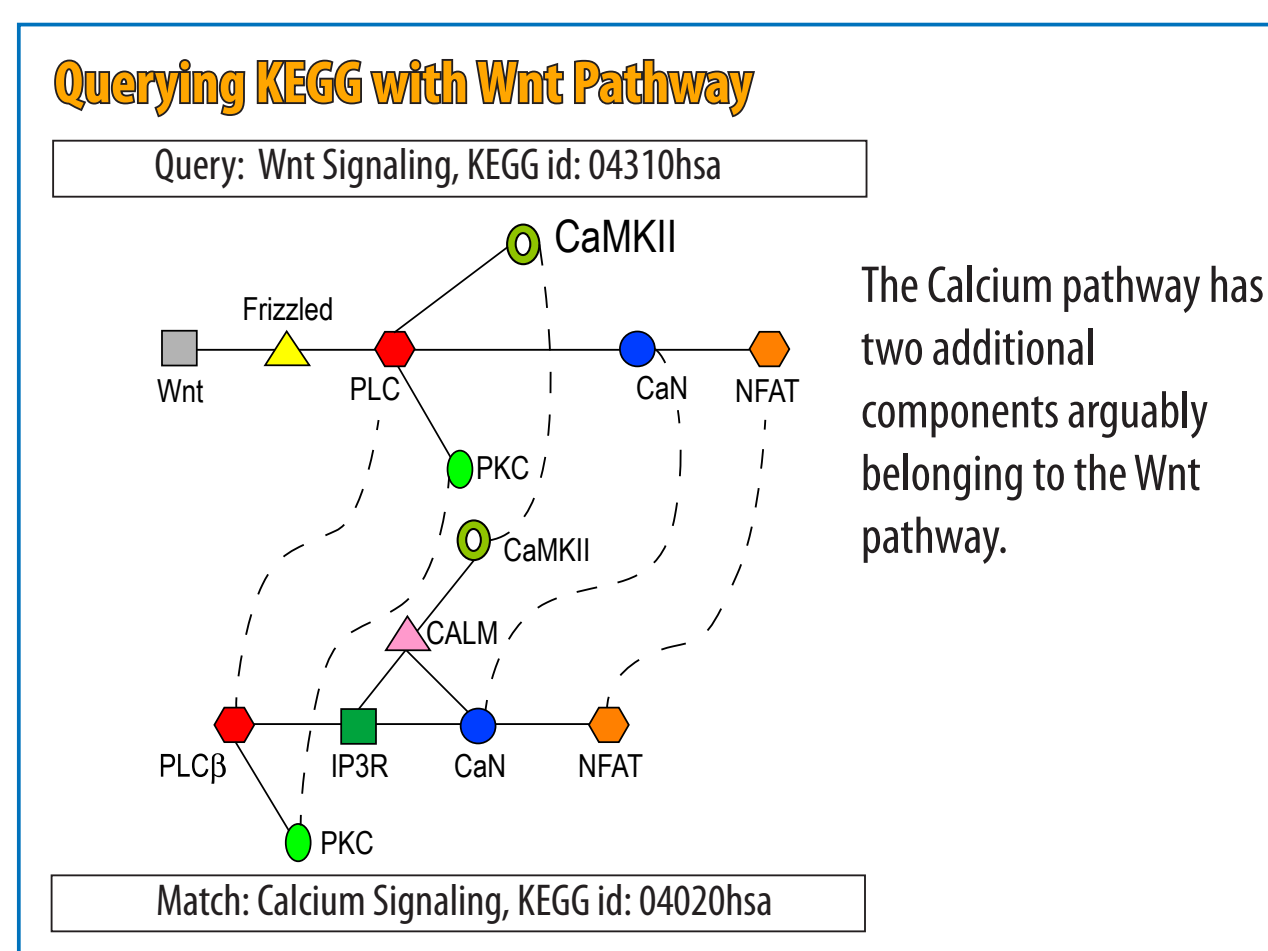 Querying KEGG with Wnt Pathway
Query: Wnt Signaling, KEGG id: 04310hsa
CaMKII
Frizzled
Wnt
PLC
CaN
NFAT
PKC
The Calcium pathway has
two additional
components arguably
belonging to the Wnt
pathway.
CaMKII
CALM
PLCβ
IP3R
CaN
NFAT
PKC
Match: Calcium Signaling, KEGG id: 04020hsa